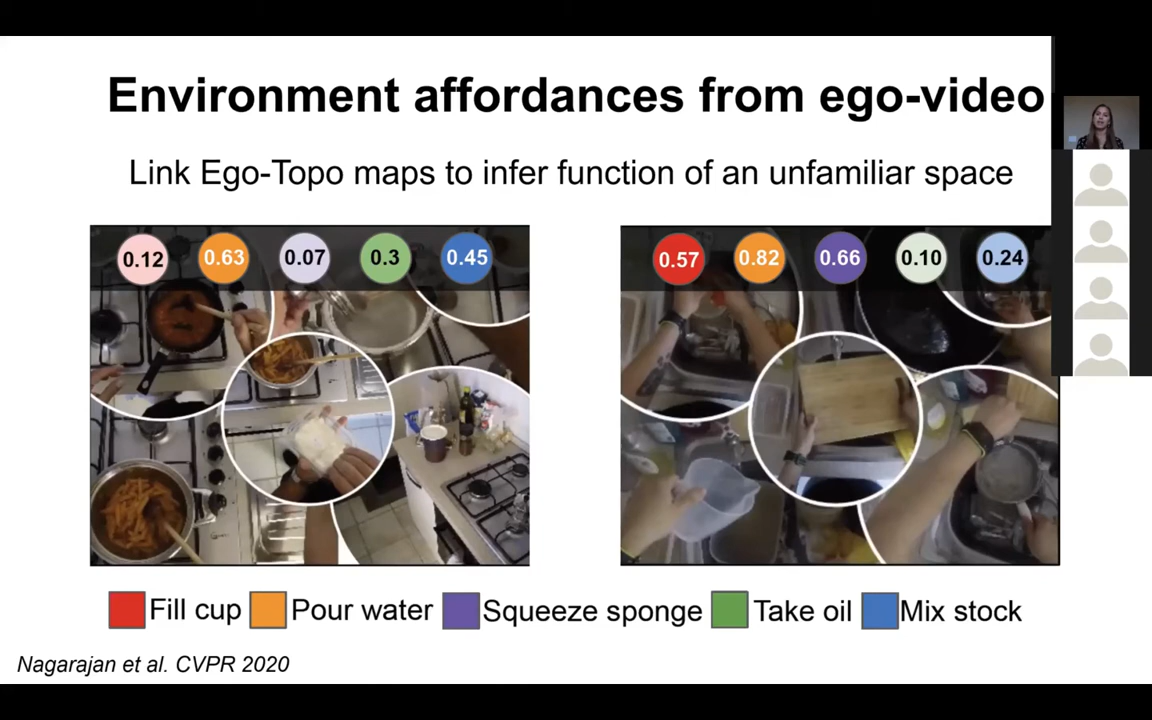 Environment affordances from ego-video
Link Ego-Topo maps to infer function of an unfamiliar space
0.12 0.63 0.07 0.3 0.45
0.57 0.82 0.66 0.10 0.24
Fill cup Pour water Squeeze sponge Take oil Mix stock
Nagarajan et al. CVPR 2020